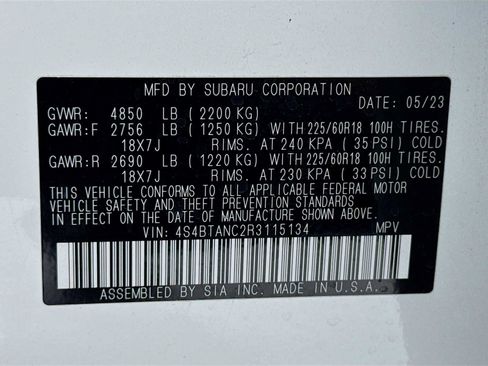 MFD BY SUBARU CORPORATION
DATE: 05/23
GVWR: 4850 LB ( 2200 KG)
GAWR:F 2756 LB ( 1250 KG) WITH 225/60R18 100H TIRES.
18X7J RIMS. AT 240 KPA ( 35 PSI) COLD
GAWR:R 2690 LB ( 1220 KG) WITH 225/60R18 100H TIRES.
18X7J RIMS. AT 230 KPA ( 33 PSI) COLD
THIS VEHICLE CONFORMS TO ALL APPLICABLE FEDERAL MOTOR
VEHICLE SAFETY AND THEFT PREVENTION STANDARDS
IN EFFECT ON THE DATE OF MANUFACTURE SHOWN ABOVE.
VIN: 4S4BTANC2R3115134 MPV
ASSEMBLED BY SIA INC. MADE IN U.S.A.